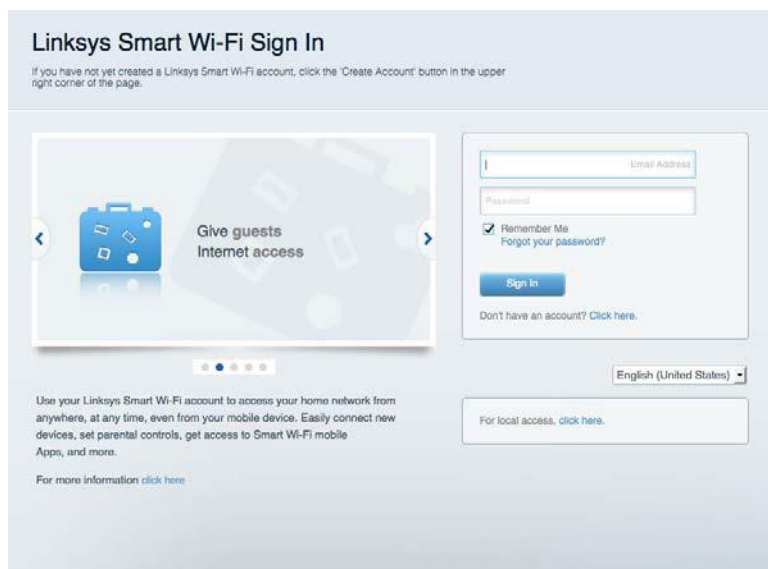 Linksys Smart Wi-Fi Sign In
If you have not yet created a Linksys Smart Wi-Fi account, click the 'Create Account' button in the upper
right corner of the page.
Give guests
Internet access
Use your Linksys Smart Wi-Fi account to access your home network from
anywhere, at any time, even from your mobile device. Easily connect new
devices, set parental controls, get access to Smart Wi-Fi mobile
Apps, and more.
For more information click here
Email Address
Password
Remember Me
Forgot your password?
Sign In
Don't have an account? Click here.
English (United States)
For local access, click here.